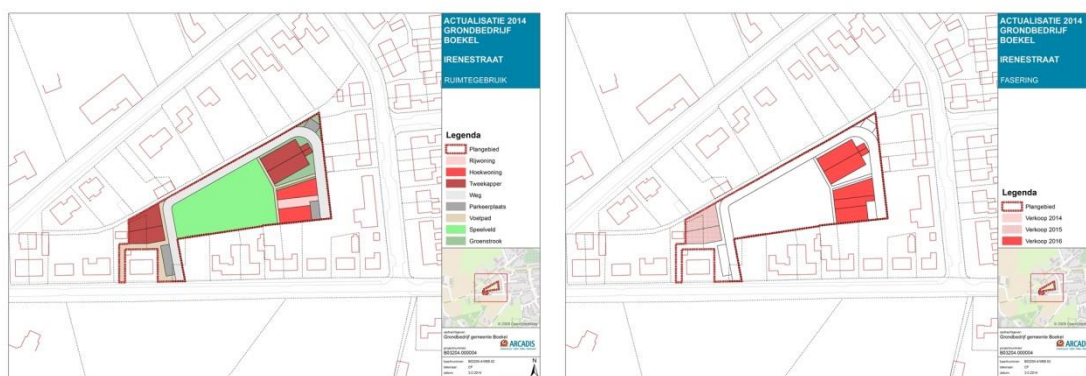 ACTUALISATIE 2014
GRONDBEDRIJF
BOEKEL
IRENESTRAAT
RUIMTEGEBRUIK
Legenda
Plangebied
Rijwoning
Hoekwoning
Tweekapper
Weg
Parkeerplaats
Voetpad
Speelveld
Groenstrook
Grondbedrijf gemeente Boekel
B03204.000004
ARCADIS
N
ACTUALISATIE 2014
GRONDBEDRIJF
BOEKEL
IRENESTRAAT
FASERING
Legenda
Plangebied
Verkoop 2014
Verkoop 2015
Verkoop 2016
Grondbedrijf gemeente Boekel
B03204.000004
ARCADIS
N